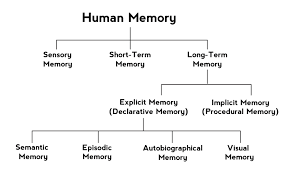 Human Memory
Sensory Short-Term Long-Term
Memory Memory Memory
Explicit Memory Implicit Memory
(Declarative Memory) (Procedural Memory)
Semantic Episodic Autobiographical Visual
Memory Memory Memory Memory